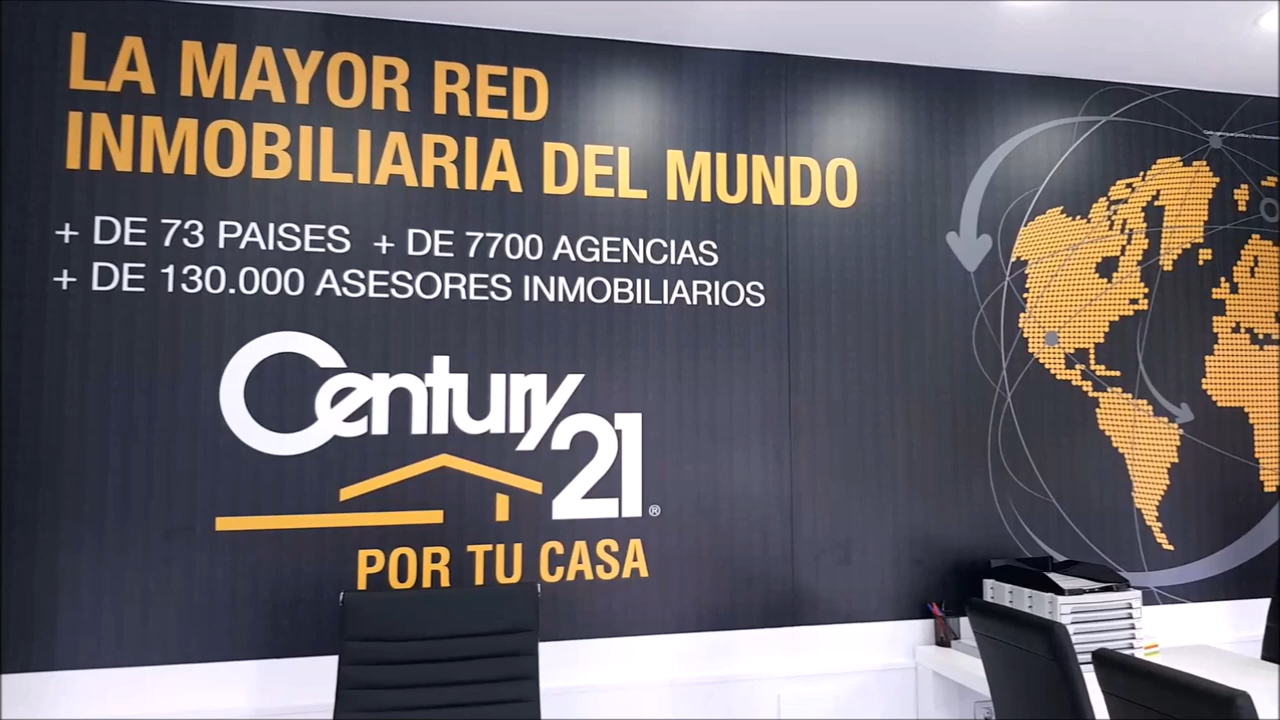 LA MAYOR RED
INMOBILIARIA DEL MUNDO
+ DE 73 PAISES + DE 7700 AGENCIAS
+ DE 130.000 ASESORES INMOBILIARIOS
Century
21®
POR TU CASA